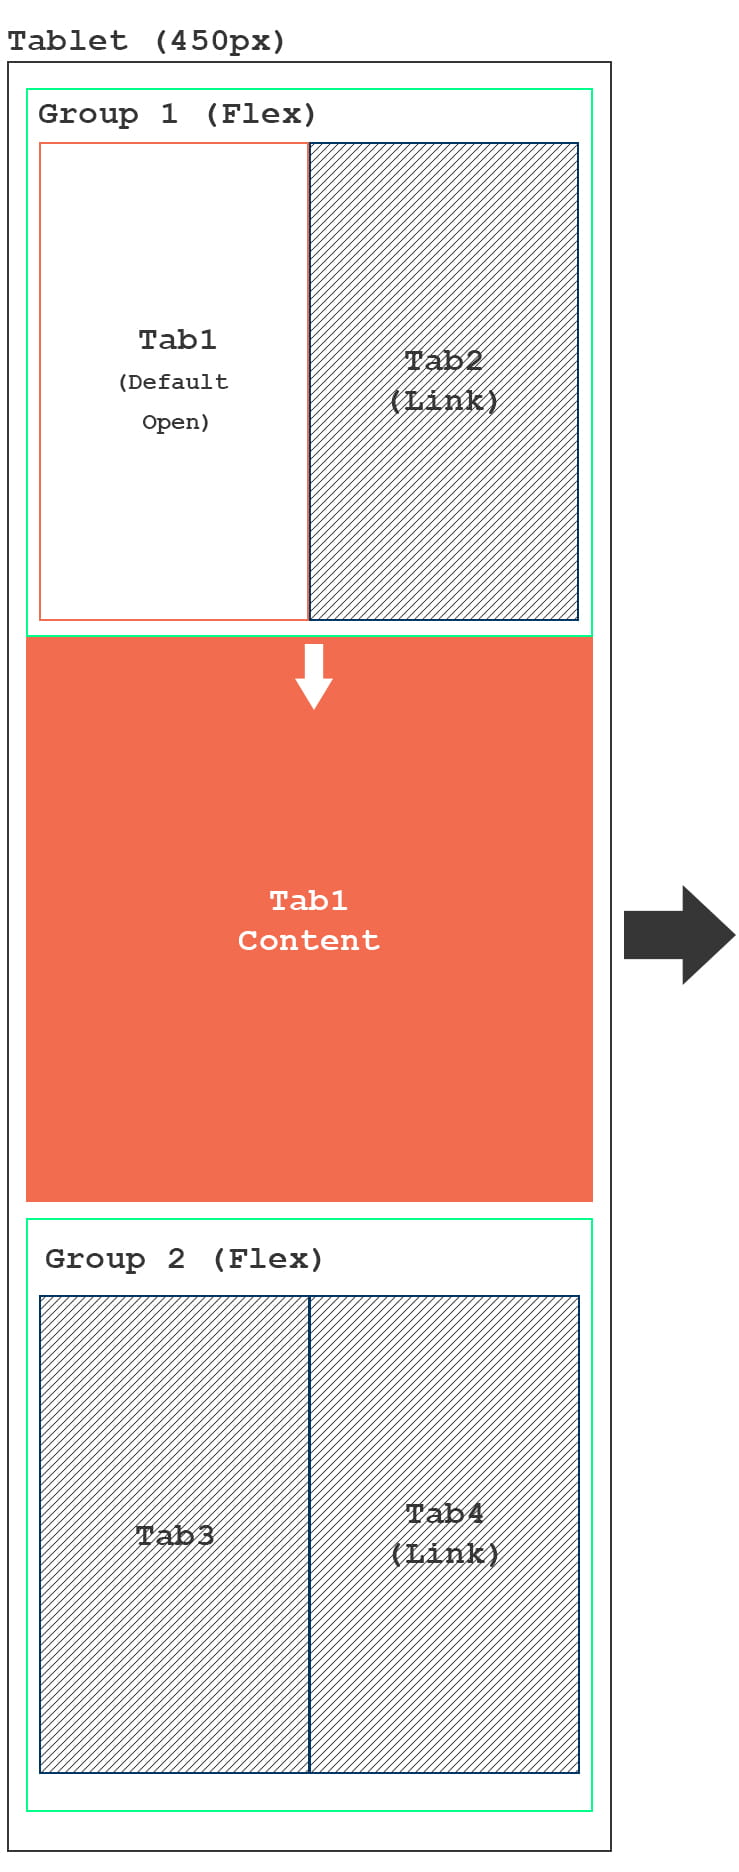 Tablet (450px)
Group 1 (Flex)
Tab1
(Default
Open)
Tab2
(Link)
Tab1
Content
Group 2 (Flex)
Tab3
Tab4
(Link)